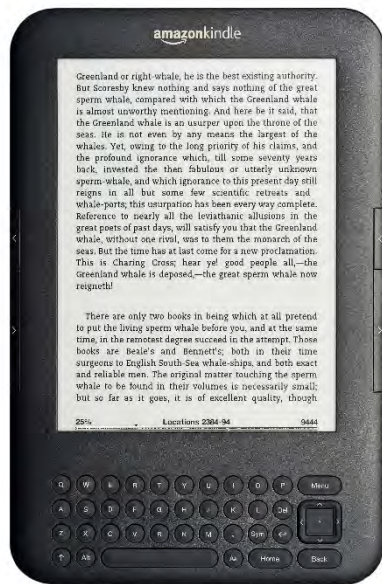 amazonkindle
Greenland or right-whale, he is the best existing authority.
But Scoresby knew nothing and says nothing of the great
sperm whale, compared with which the Greenland whale
is almost unworthy mentioning. And here be it said, that
the Greenland whale is an usurper upon the throne of the
seas. He is not even by any means the largest of the
whales. Yet, owing to the long priority of his claims, and
the profound ignorance which, till some seventy years
back, invested the then fabulous or utterly unknown
sperm-whale, and which ignorance to this present day still
reigns in all but some few scientific retreats and
whale-ports; this usurpation has been every way complete.
Reference to nearly all the leviathanic allusions in the
great poets of past days, will satisfy you that the Greenland
whale, without one rival, was to them the monarch of the
seas. But the time has at last come for a new proclamation.
This is Charing Cross; hear ye! good people all,—the
Greenland whale is deposed,—the great sperm whale now
reigneth!
There are only two books in being which at all pretend
to put the living sperm whale before you, and at the same
time, in the remotest degree succeed in the attempt. Those
books are Beale's and Bennett's; both in their time
surgeons to English South-Sea whale-ships, and both exact
and reliable men. The original matter touching the sperm
whale to be found in their volumes is necessarily small;
but so far as it goes, it is of excellent quality, though
25% Locations 2384-94 9444
Q W E R T Y U I O P Menu
A S D F G H J K L Del
Z X C V B N M . Sym
Alt Aa Home Back